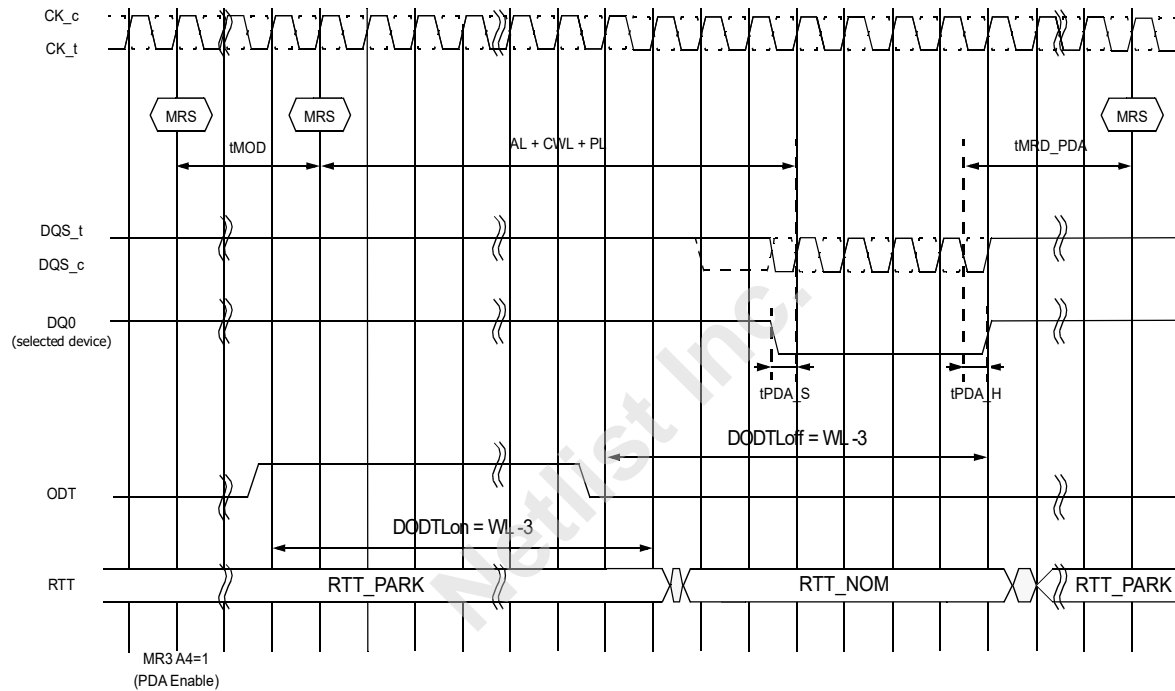 CK_c
CK_t
MRS
MRS
MRS
tMOD
AL + CWL + PL
tMRD_PDA
DQS_t
DQS_c
DQ0
(selected device)
tPDA_S
tPDA_H
DODTLoff = WL -3
ODT
DODTLon = WL -3
RTT
RTT_PARK
RTT_NOM
RTT_PARK
MR3 A4=1
(PDA Enable)
Netlist Inc.